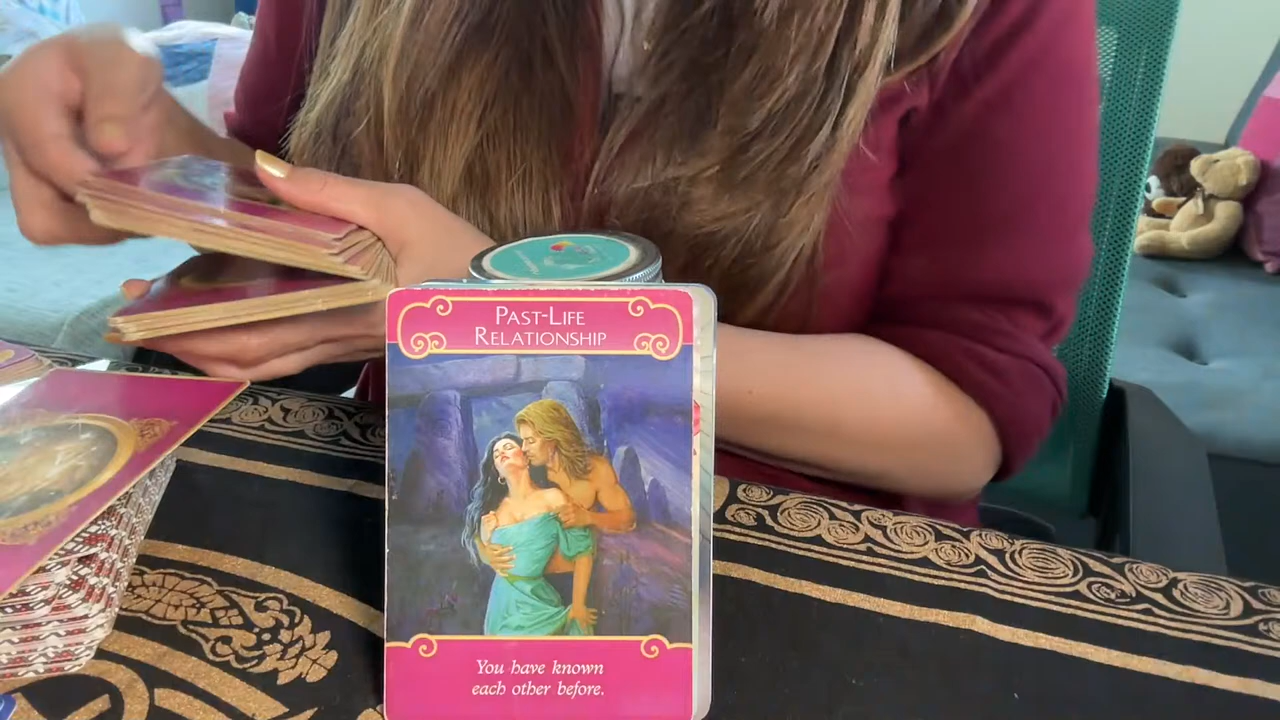 PAST-LIFE
RELATIONSHIP
You have known
each other before.